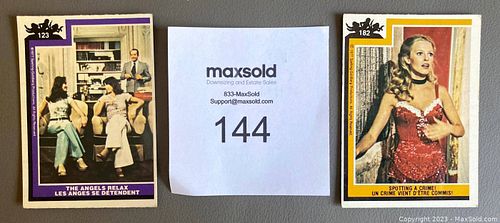 123
THE ANGELS RELAX
LES ANGES SE DÉTENDENT
maxsold
Downsizing and Estate Sales
833-MaxSold
Support@maxsold.com
144
182
SPOTTING A CRIME!
UN CRIME VIENT D'ÊTRE COMMIS!
Copyright 2023 - MaxSold.com